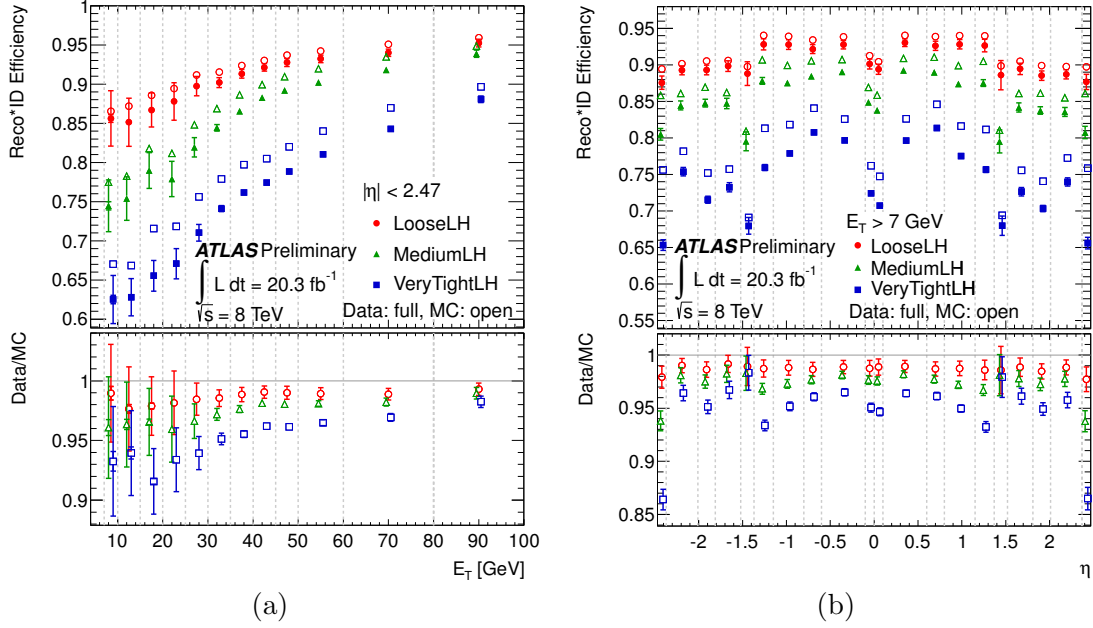 Reco*ID Efficiency
0.95
0.9
0.85
0.8
0.75
0.7
0.65
0.6
|η| < 2.47
LooseLH
MediumLH
VeryTightLH
ATLAS Preliminary
∫ L dt = 20.3 fb⁻¹
√s = 8 TeV
Data: full, MC: open
Data/MC
1
0.95
0.9
10 20 30 40 50 60 70 80 90 100
E_T [GeV]
(a)
Reco*ID Efficiency
1
0.95
0.9
0.85
0.8
0.75
0.7
0.65
0.6
0.55
E_T > 7 GeV
LooseLH
MediumLH
VeryTightLH
ATLAS Preliminary
∫ L dt = 20.3 fb⁻¹
√s = 8 TeV
Data: full, MC: open
Data/MC
1
0.95
0.9
0.85
-2 -1.5 -1 -0.5 0 0.5 1 1.5 2
η
(b)